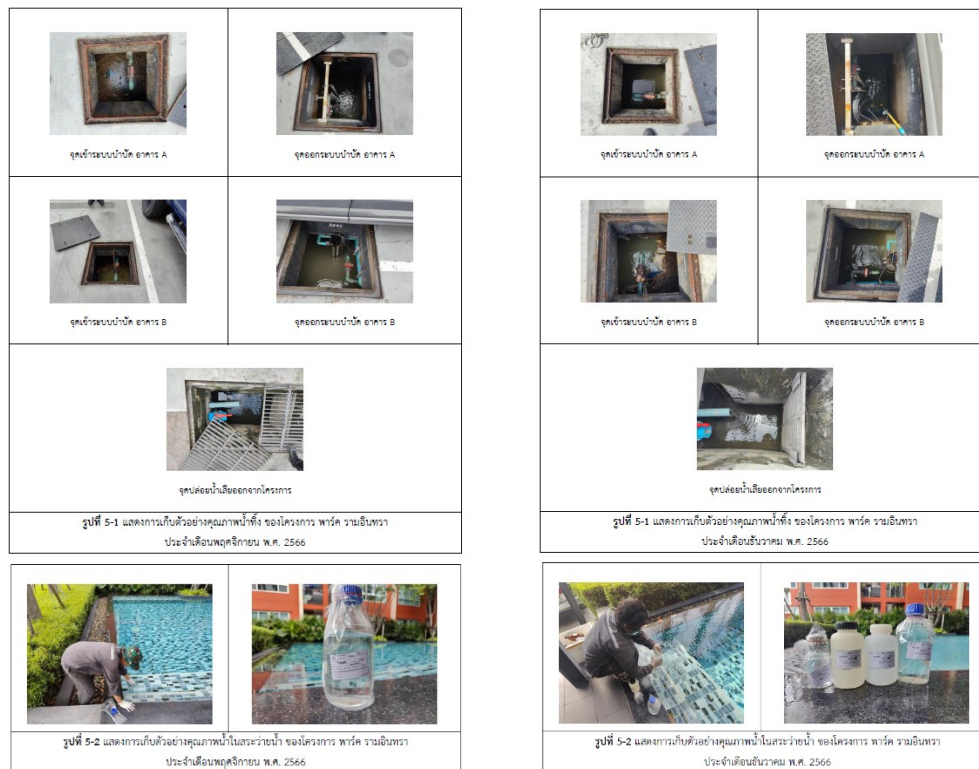 จุดเข้าระบบบำบัด อาคาร A
จุดออกระบบบำบัด อาคาร A
จุดเข้าระบบบำบัด อาคาร B
จุดออกระบบบำบัด อาคาร B
จุดปล่อยน้ำเสียออกจากโครงการ
รูปที่ 5-1 แสดงการเก็บตัวอย่างคุณภาพน้ำทิ้ง ของโครงการ พาร์ค รามอินทรา
ประจำเดือนพฤศจิกายน พ.ศ. 2566
รูปที่ 5-2 แสดงการเก็บตัวอย่างคุณภาพน้ำในสระว่ายน้ำ ของโครงการ พาร์ค รามอินทรา
ประจำเดือนพฤศจิกายน พ.ศ. 2566
จุดเข้าระบบบำบัด อาคาร A
จุดออกระบบบำบัด อาคาร A
จุดเข้าระบบบำบัด อาคาร B
จุดออกระบบบำบัด อาคาร B
จุดปล่อยน้ำเสียออกจากโครงการ
รูปที่ 5-1 แสดงการเก็บตัวอย่างคุณภาพน้ำทิ้ง ของโครงการ พาร์ค รามอินทรา
ประจำเดือนธันวาคม พ.ศ. 2566
รูปที่ 5-2 แสดงการเก็บตัวอย่างคุณภาพน้ำในสระว่ายน้ำ ของโครงการ พาร์ค รามอินทรา
ประจำเดือนธันวาคม พ.ศ. 2566